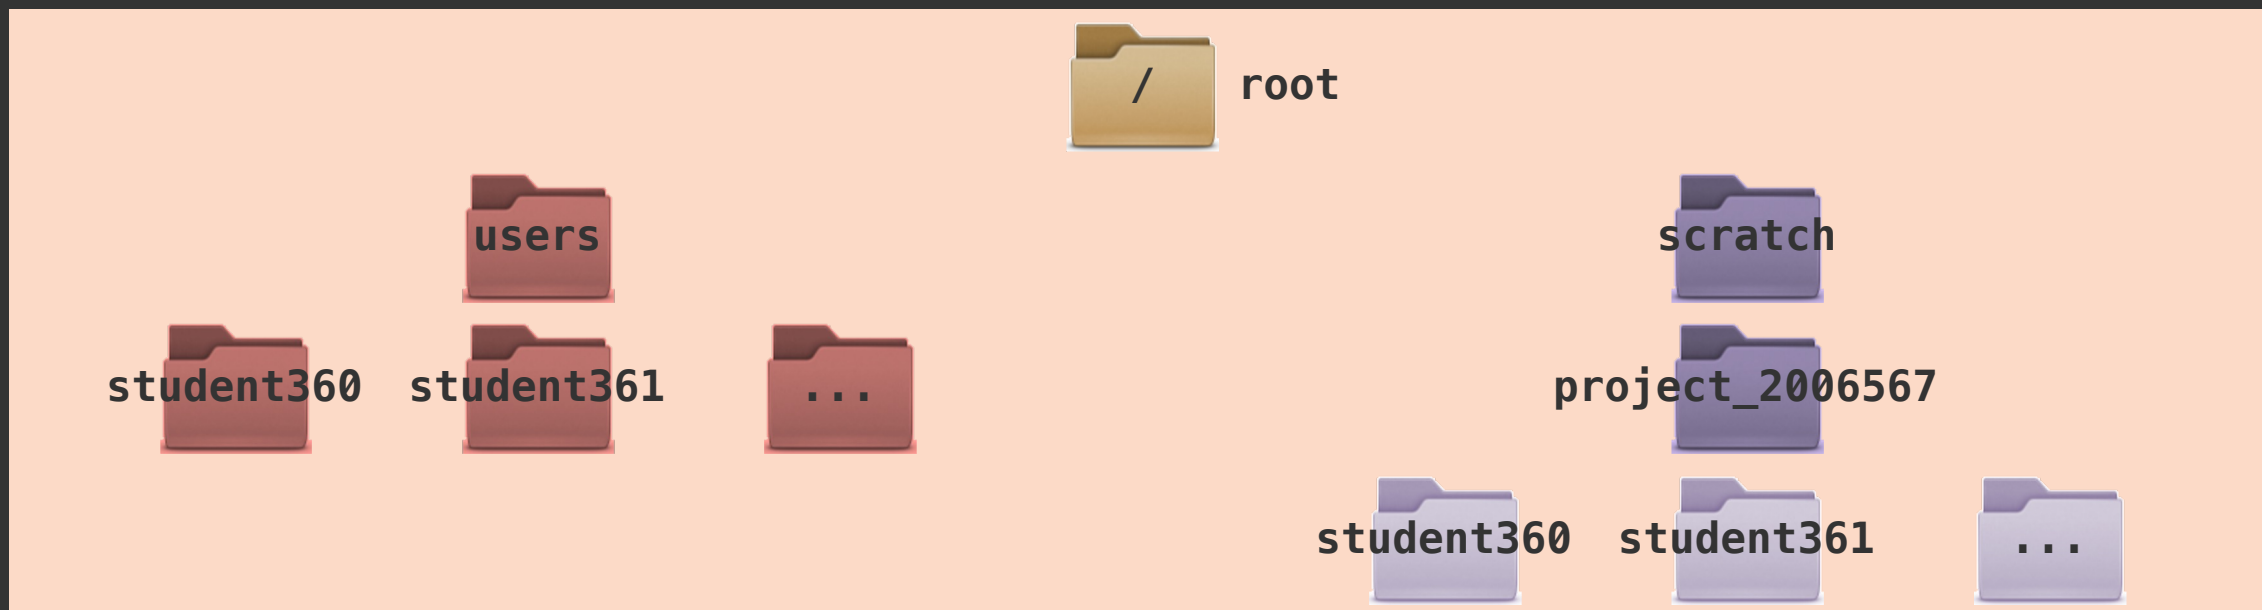 / root
users scratch
student360 student361 ... project_2006567
student360 student361 ...